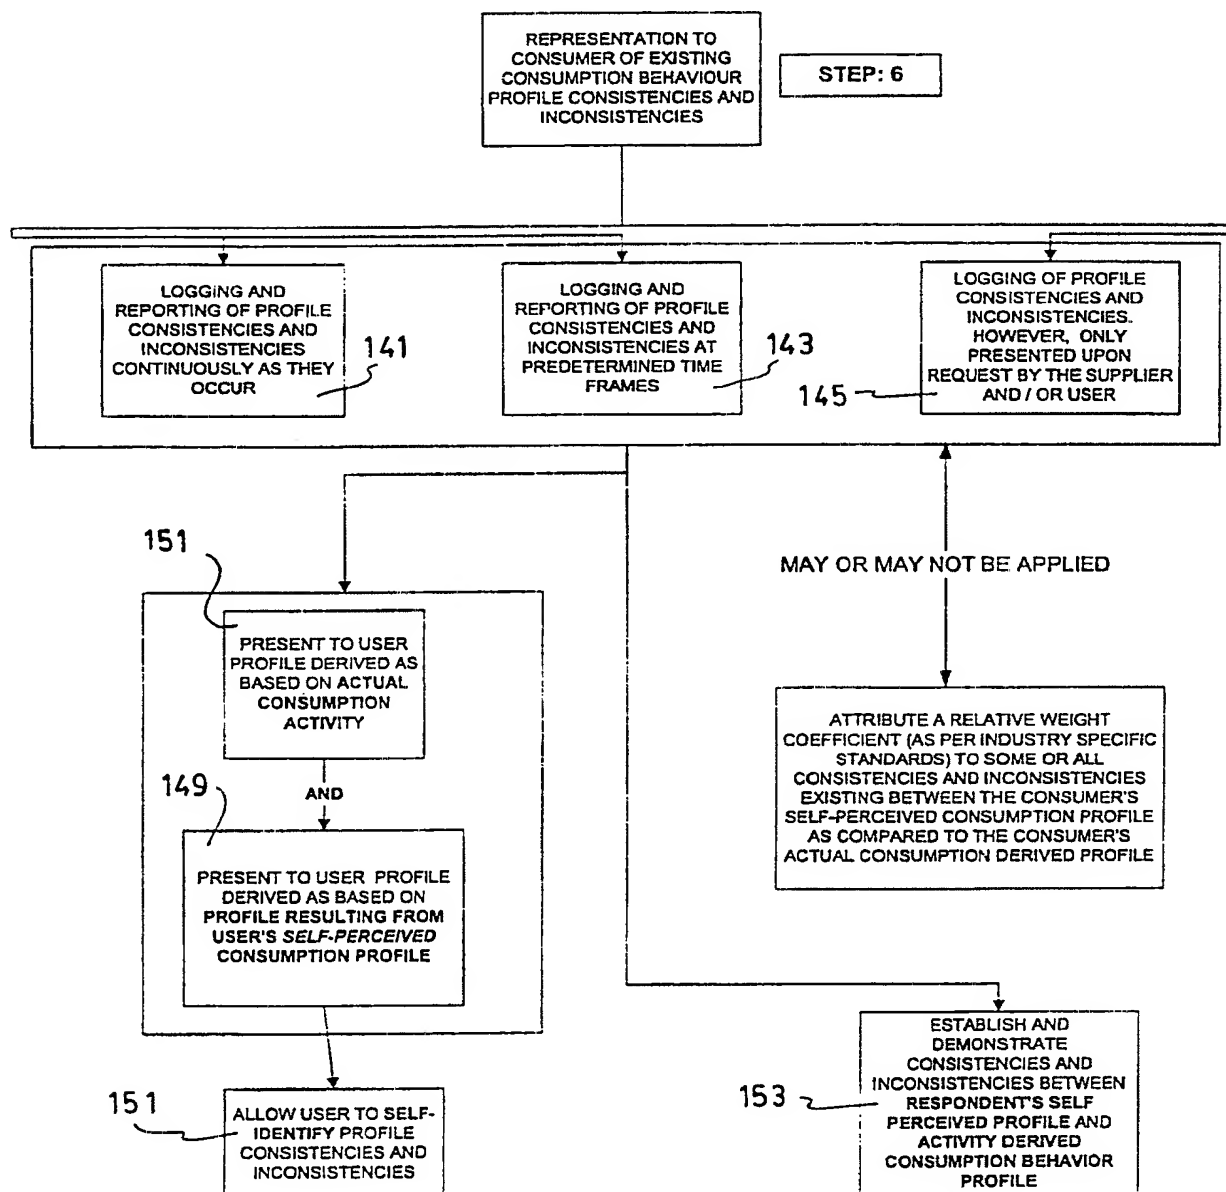 REPRESENTATION TO
CONSUMER OF EXISTING
CONSUMPTION BEHAVIOUR
PROFILE CONSISTENCIES AND
INCONSISTENCIES
STEP: 6
LOGGING AND
REPORTING OF PROFILE
CONSISTENCIES AND
INCONSISTENCIES
CONTINUOUSLY AS THEY
OCCUR
141
LOGGING AND
REPORTING OF PROFILE
CONSISTENCIES AND
INCONSISTENCIES AT
PREDETERMINED TIME
FRAMES
143
LOGGING OF PROFILE
CONSISTENCIES AND
INCONSISTENCIES.
HOWEVER, ONLY
PRESENTED UPON
REQUEST BY THE SUPPLIER
AND / OR USER
145
151
PRESENT TO USER
PROFILE DERIVED AS
BASED ON ACTUAL
CONSUMPTION
ACTIVITY
AND
149
PRESENT TO USER PROFILE
DERIVED AS BASED ON
PROFILE RESULTING FROM
USER'S SELF-PERCEIVED
CONSUMPTION PROFILE
MAY OR MAY NOT BE APPLIED
ATTRIBUTE A RELATIVE WEIGHT
COEFFICIENT (AS PER INDUSTRY SPECIFIC
STANDARDS) TO SOME OR ALL
CONSISTENCIES AND INCONSISTENCIES
EXISTING BETWEEN THE CONSUMER'S
SELF-PERCEIVED CONSUMPTION PROFILE
AS COMPARED TO THE CONSUMER'S
ACTUAL CONSUMPTION DERIVED PROFILE
151
ALLOW USER TO SELF-
IDENTIFY PROFILE
CONSISTENCIES AND
INCONSISTENCIES
153
ESTABLISH AND
DEMONSTRATE
CONSISTENCIES AND
INCONSISTENCIES BETWEEN
RESPONDENT'S SELF
PERCEIVED PROFILE AND
ACTIVITY DERIVED
CONSUMPTION BEHAVIOR
PROFILE